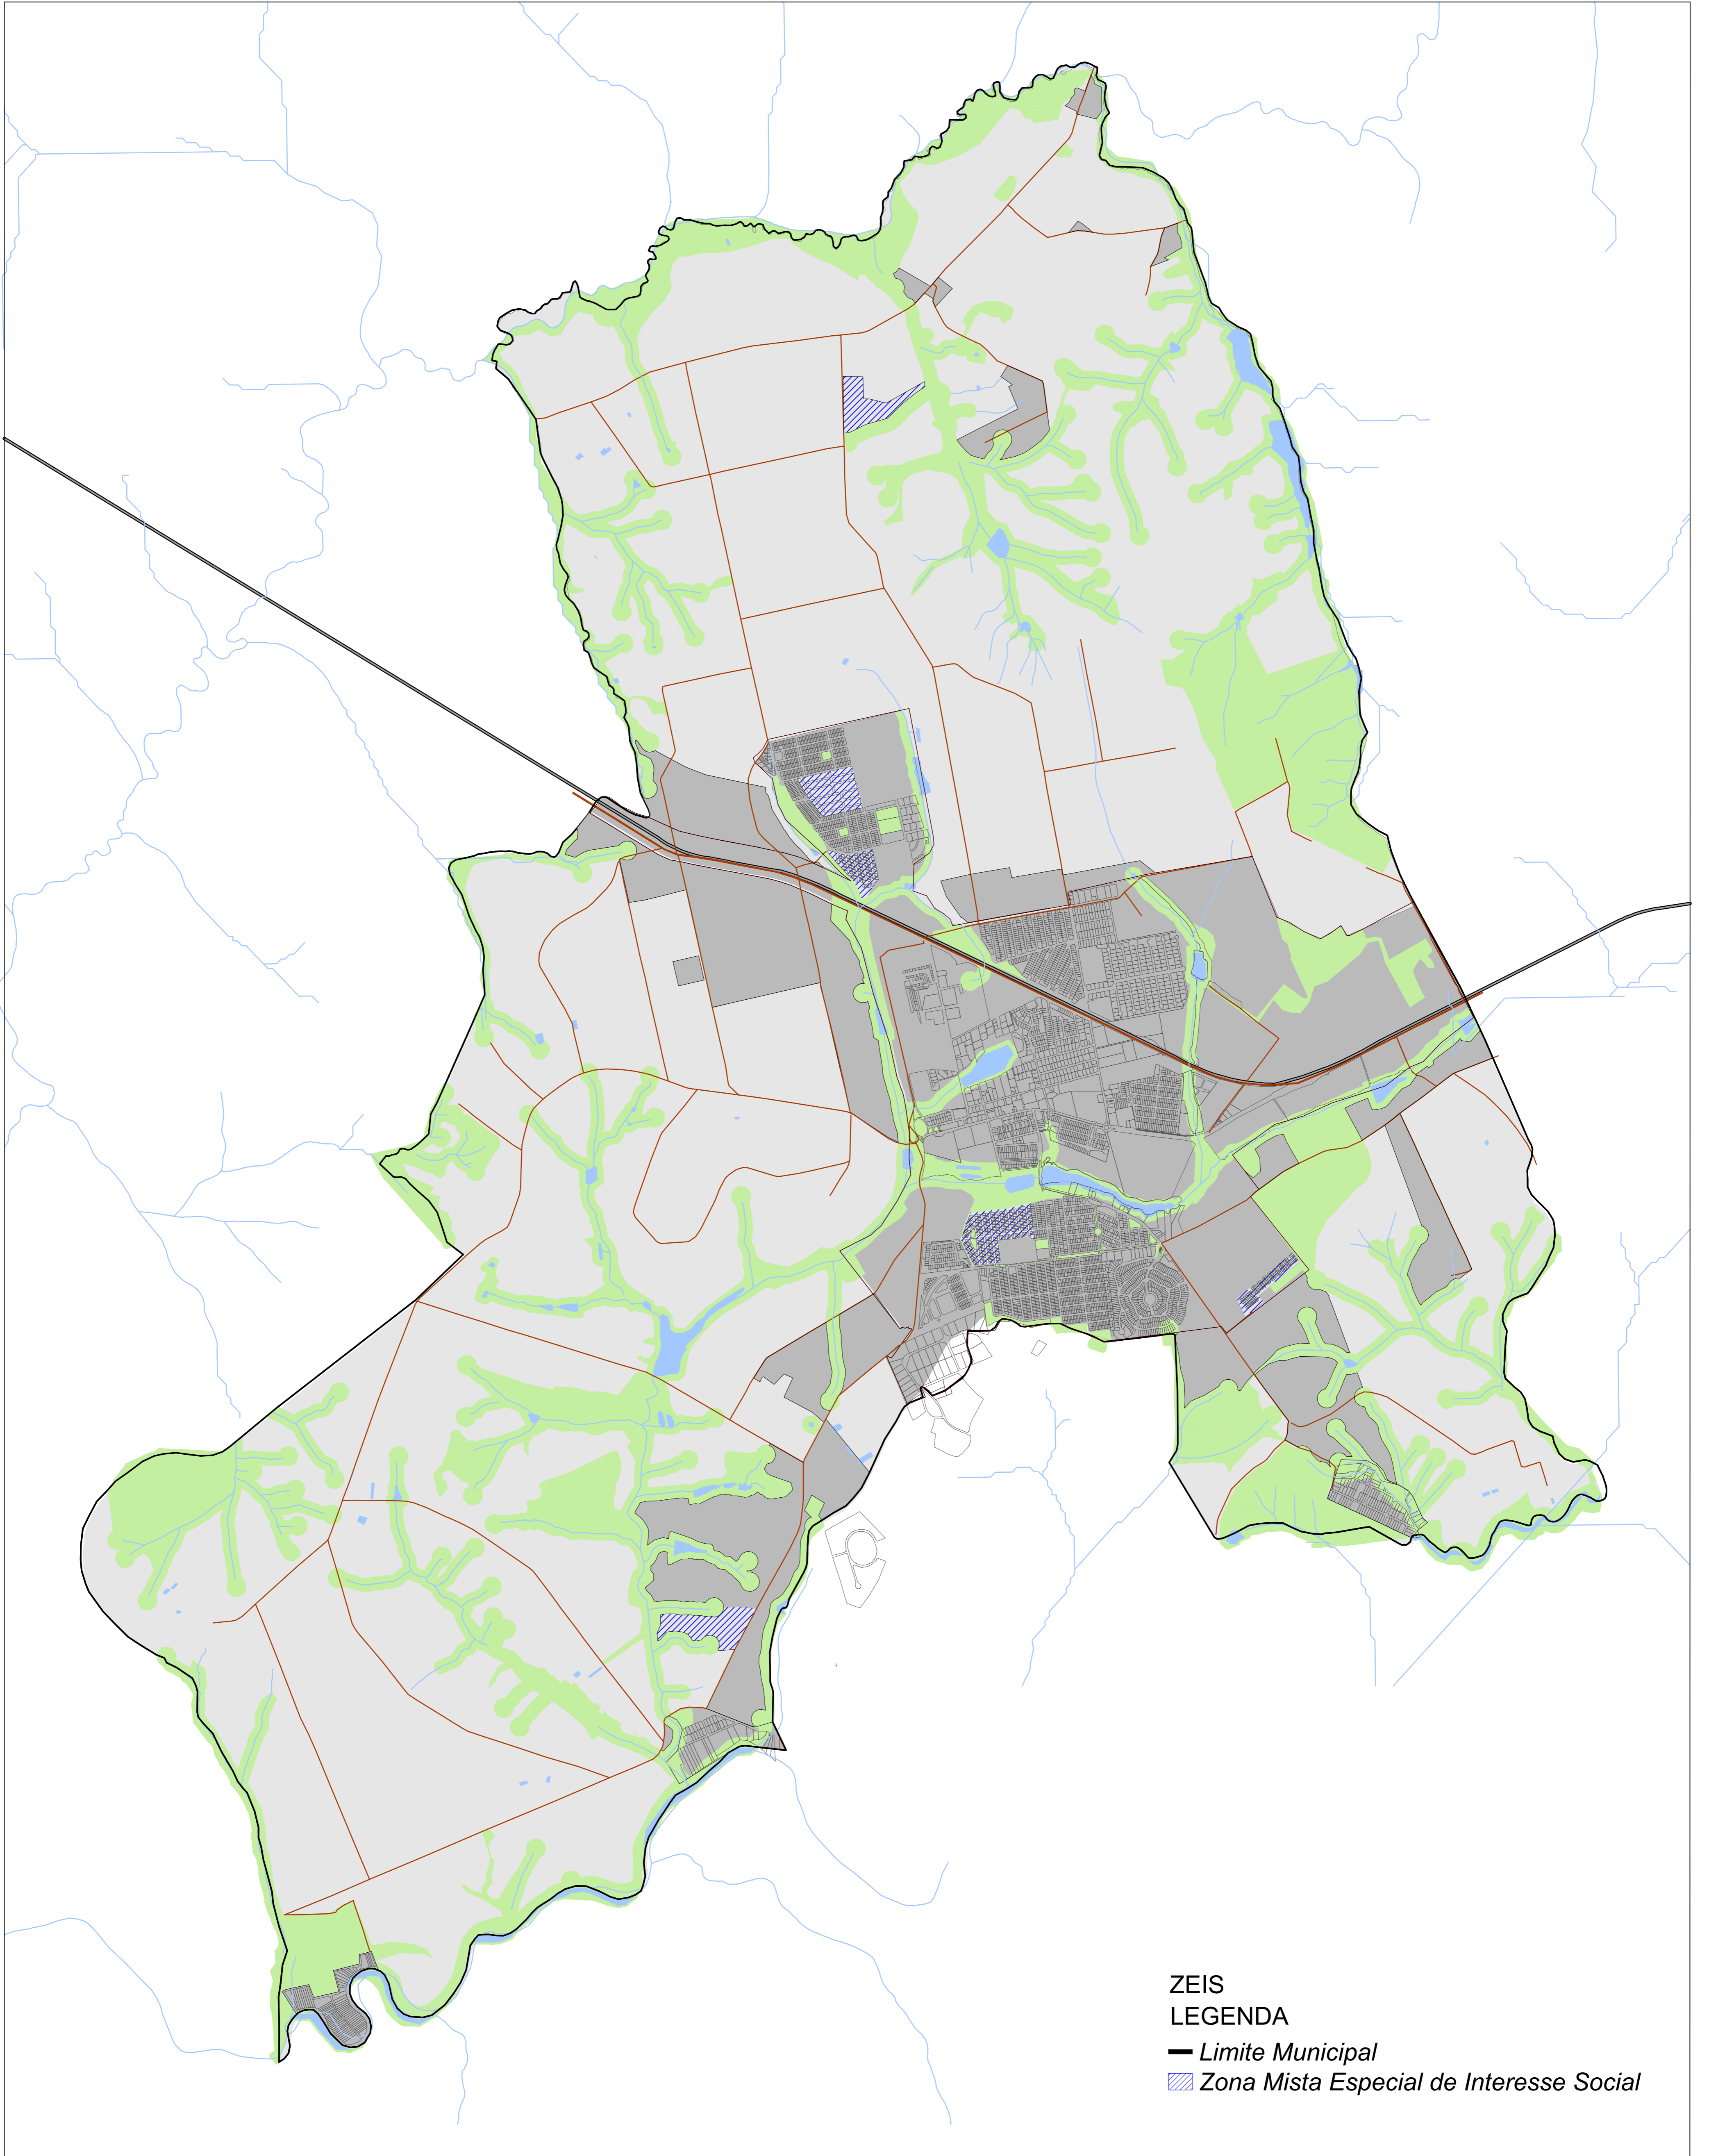 ZEIS
LEGENDA
Limite Municipal
Zona Mista Especial de Interesse Social